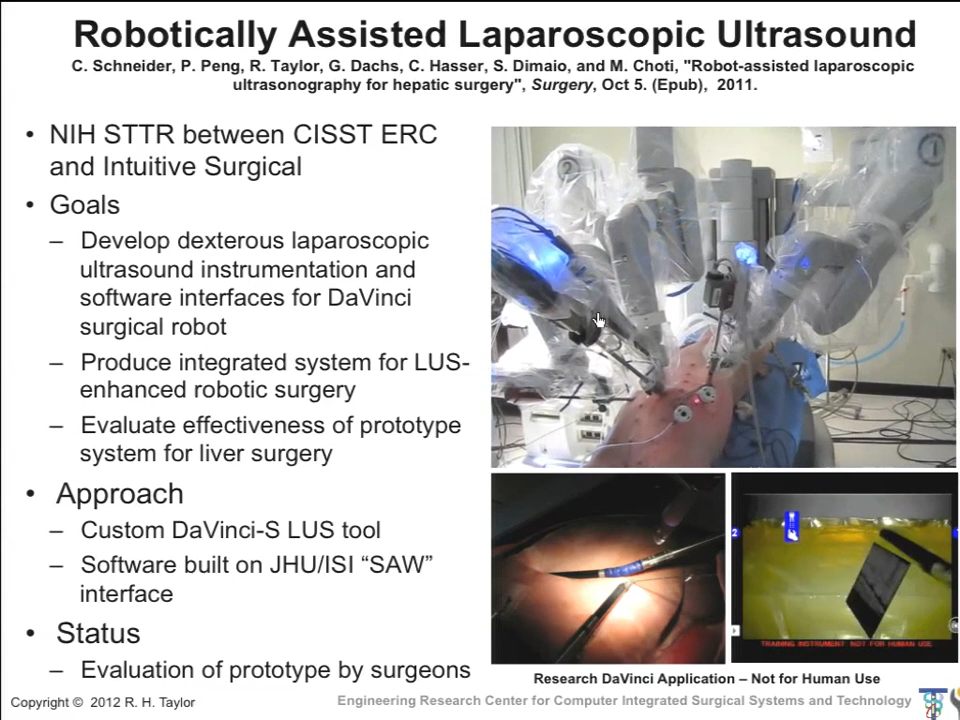 Robotically Assisted Laparoscopic Ultrasound
C. Schneider, P. Peng, R. Taylor, G. Dachs, C. Hasser, S. Dimaio, and M. Choti, "Robot-assisted laparoscopic
ultrasonography for hepatic surgery", Surgery, Oct 5. (Epub), 2011.
• NIH STTR between CISST ERC
and Intuitive Surgical
• Goals
– Develop dexterous laparoscopic
ultrasound instrumentation and
software interfaces for DaVinci
surgical robot
– Produce integrated system for LUS-
enhanced robotic surgery
– Evaluate effectiveness of prototype
system for liver surgery
• Approach
– Custom DaVinci-S LUS tool
– Software built on JHU/ISI “SAW”
interface
• Status
– Evaluation of prototype by surgeons
2
1
2
TRAINING INSTRUMENT NOT FOR HUMAN USE
Research DaVinci Application – Not for Human Use
Copyright © 2012 R. H. Taylor
Engineering Research Center for Computer Integrated Surgical Systems and Technology